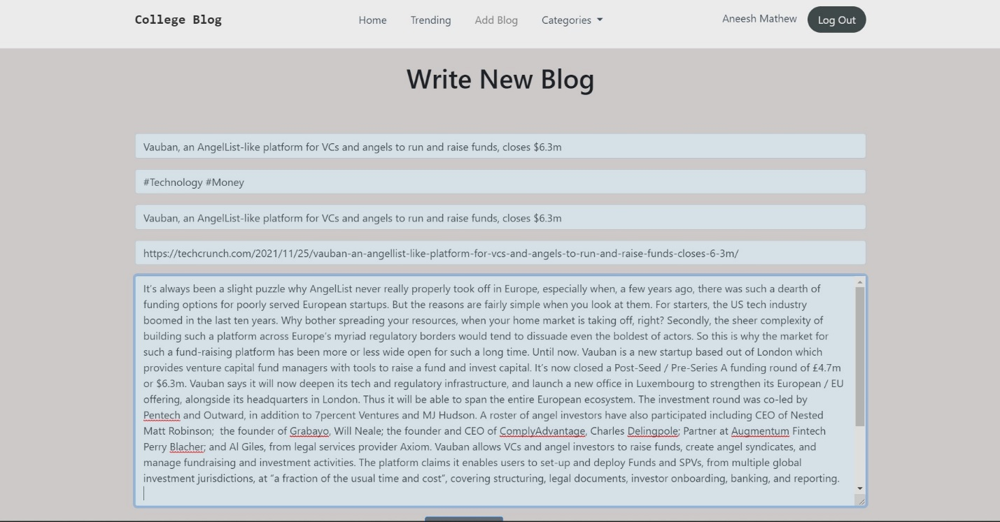 College Blog
Home Trending Add Blog Categories
Aneesh Mathew Log Out
Write New Blog
Vauban, an AngelList-like platform for VCs and angels to run and raise funds, closes $6.3m
#Technology #Money
Vauban, an AngelList-like platform for VCs and angels to run and raise funds, closes $6.3m
https://techcrunch.com/2021/11/25/vauban-an-angellist-like-platform-for-vcs-and-angels-to-run-and-raise-funds-closes-6-3m/
It’s always been a slight puzzle why AngelList never really properly took off in Europe, especially when, a few years ago, there was such a dearth of
funding options for poorly served European startups. But the reasons are fairly simple when you look at them. For starters, the US tech industry
boomed in the last ten years. Why bother spreading your resources, when your home market is taking off, right? Secondly, the sheer complexity of
building such a platform across Europe’s myriad regulatory borders would tend to dissuade even the boldest of actors. So this is why the market for
such a fund-raising platform has been more or less wide open for such a long time. Until now. Vauban is a new startup based out of London which
provides venture capital fund managers with tools to raise a fund and invest capital. It’s now closed a Post-Seed / Pre-Series A funding round of £4.7m
or $6.3m. Vauban says it will now deepen its tech and regulatory infrastructure, and launch a new office in Luxembourg to strengthen its European / EU
offering, alongside its headquarters in London. Thus it will be able to span the entire European ecosystem. The investment round was co-led by
Pentech and Outward, in addition to 7percent Ventures and MJ Hudson. A roster of angel investors have also participated including CEO of Nested
Matt Robinson;  the founder of Grabayo, Will Neale; the founder and CEO of ComplyAdvantage, Charles Delingpole; Partner at Augmentum Fintech
Perry Blacher; and Al Giles, from legal services provider Axiom. Vauban allows VCs and angel investors to raise funds, create angel syndicates, and
manage fundraising and investment activities. The platform claims it enables users to set-up and deploy Funds and SPVs, from multiple global
investment jurisdictions, at “a fraction of the usual time and cost”, covering structuring, legal documents, investor onboarding, banking, and reporting.